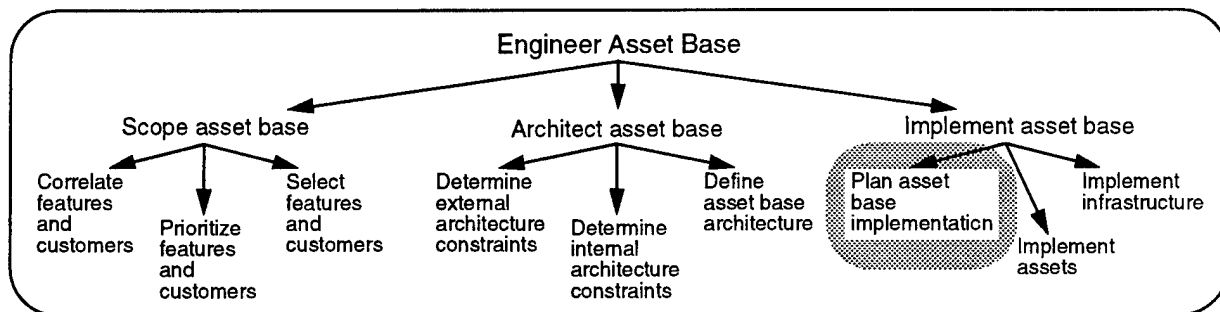 Engineer Asset Base
Scope asset base
Architect asset base
Implement asset base
Correlate
features
and
customers
Prioritize
features
and
customers
Select
features
and
customers
Determine
external
architecture
constraints
Determine
internal
architecture
constraints
Define
asset base
architecture
Plan asset
base
implementation
Implement
assets
Implement
infrastructure